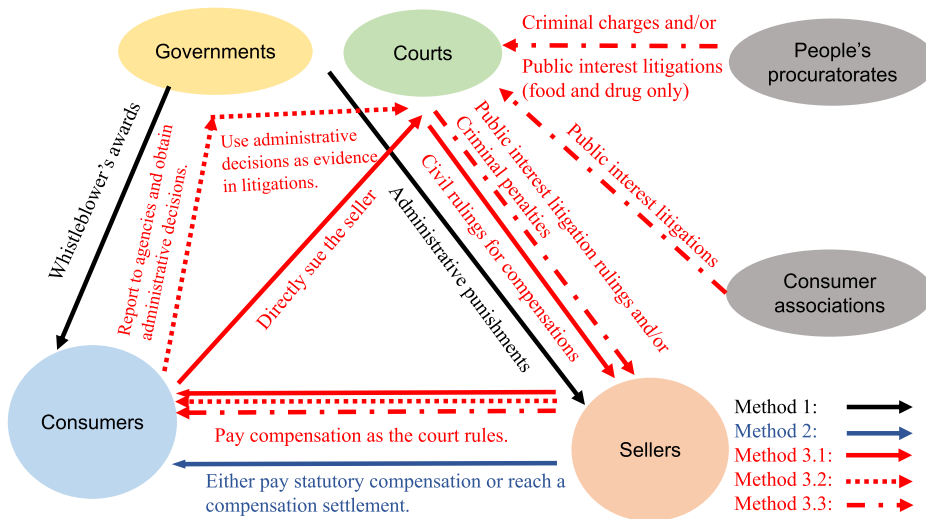 Governments
Courts
Criminal charges and/or
People's
procuratorates
Public interest litigations
(food and drug only)
Whistleblower's awards
Report to agencies and obtain
administrative decisions.
Use administrative
decisions as evidence
in litigations.
Directly sue the seller
Administrative punishments
Civil rulings for compensations
Criminal penalties
Public interest litigation rulings and/or
Public interest litigations
Consumer
associations
Consumers
Sellers
Pay compensation as the court rules.
Either pay statutory compensation or reach a
compensation settlement.
Method 1:
Method 2:
Method 3.1:
Method 3.2:
Method 3.3: